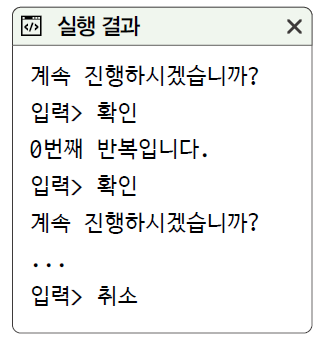 실행 결과
계속 진행하시겠습니까?
입력> 확인
0번째 반복입니다.
입력> 확인
계속 진행하시겠습니까?
...
입력> 취소